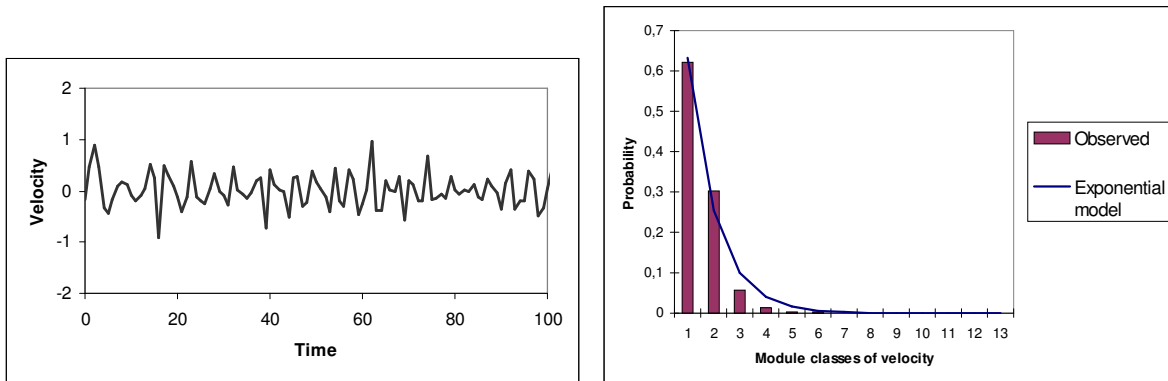 2
1
0
-1
-2
Velocity
0 20 40 60 80 100
Time
0,7
0,6
0,5
0,4
0,3
0,2
0,1
0
Probability
1 2 3 4 5 6 7 8 9 10 11 12 13
Module classes of velocity
Observed
Exponential
model